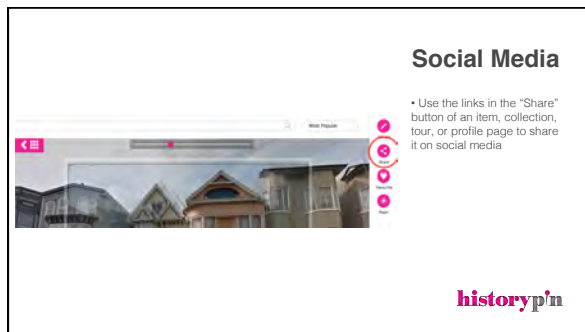 Social Media
• Use the links in the “Share”
button of an item, collection,
tour, or profile page to share
it on social media
Most Popular
Share
Favourite
historypin